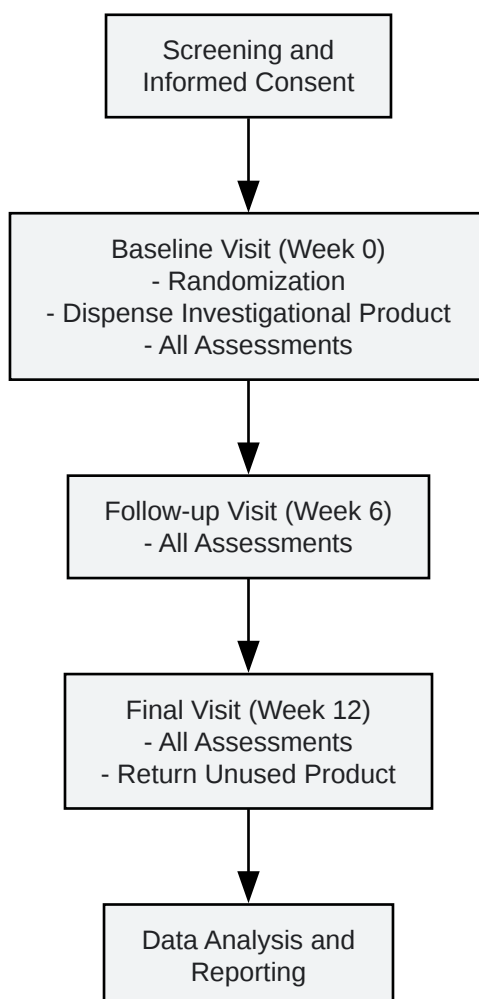 Screening and
Informed Consent
Baseline Visit (Week 0)
- Randomization
- Dispense Investigational Product
- All Assessments
Follow-up Visit (Week 6)
- All Assessments
Final Visit (Week 12)
- All Assessments
- Return Unused Product
Data Analysis and
Reporting